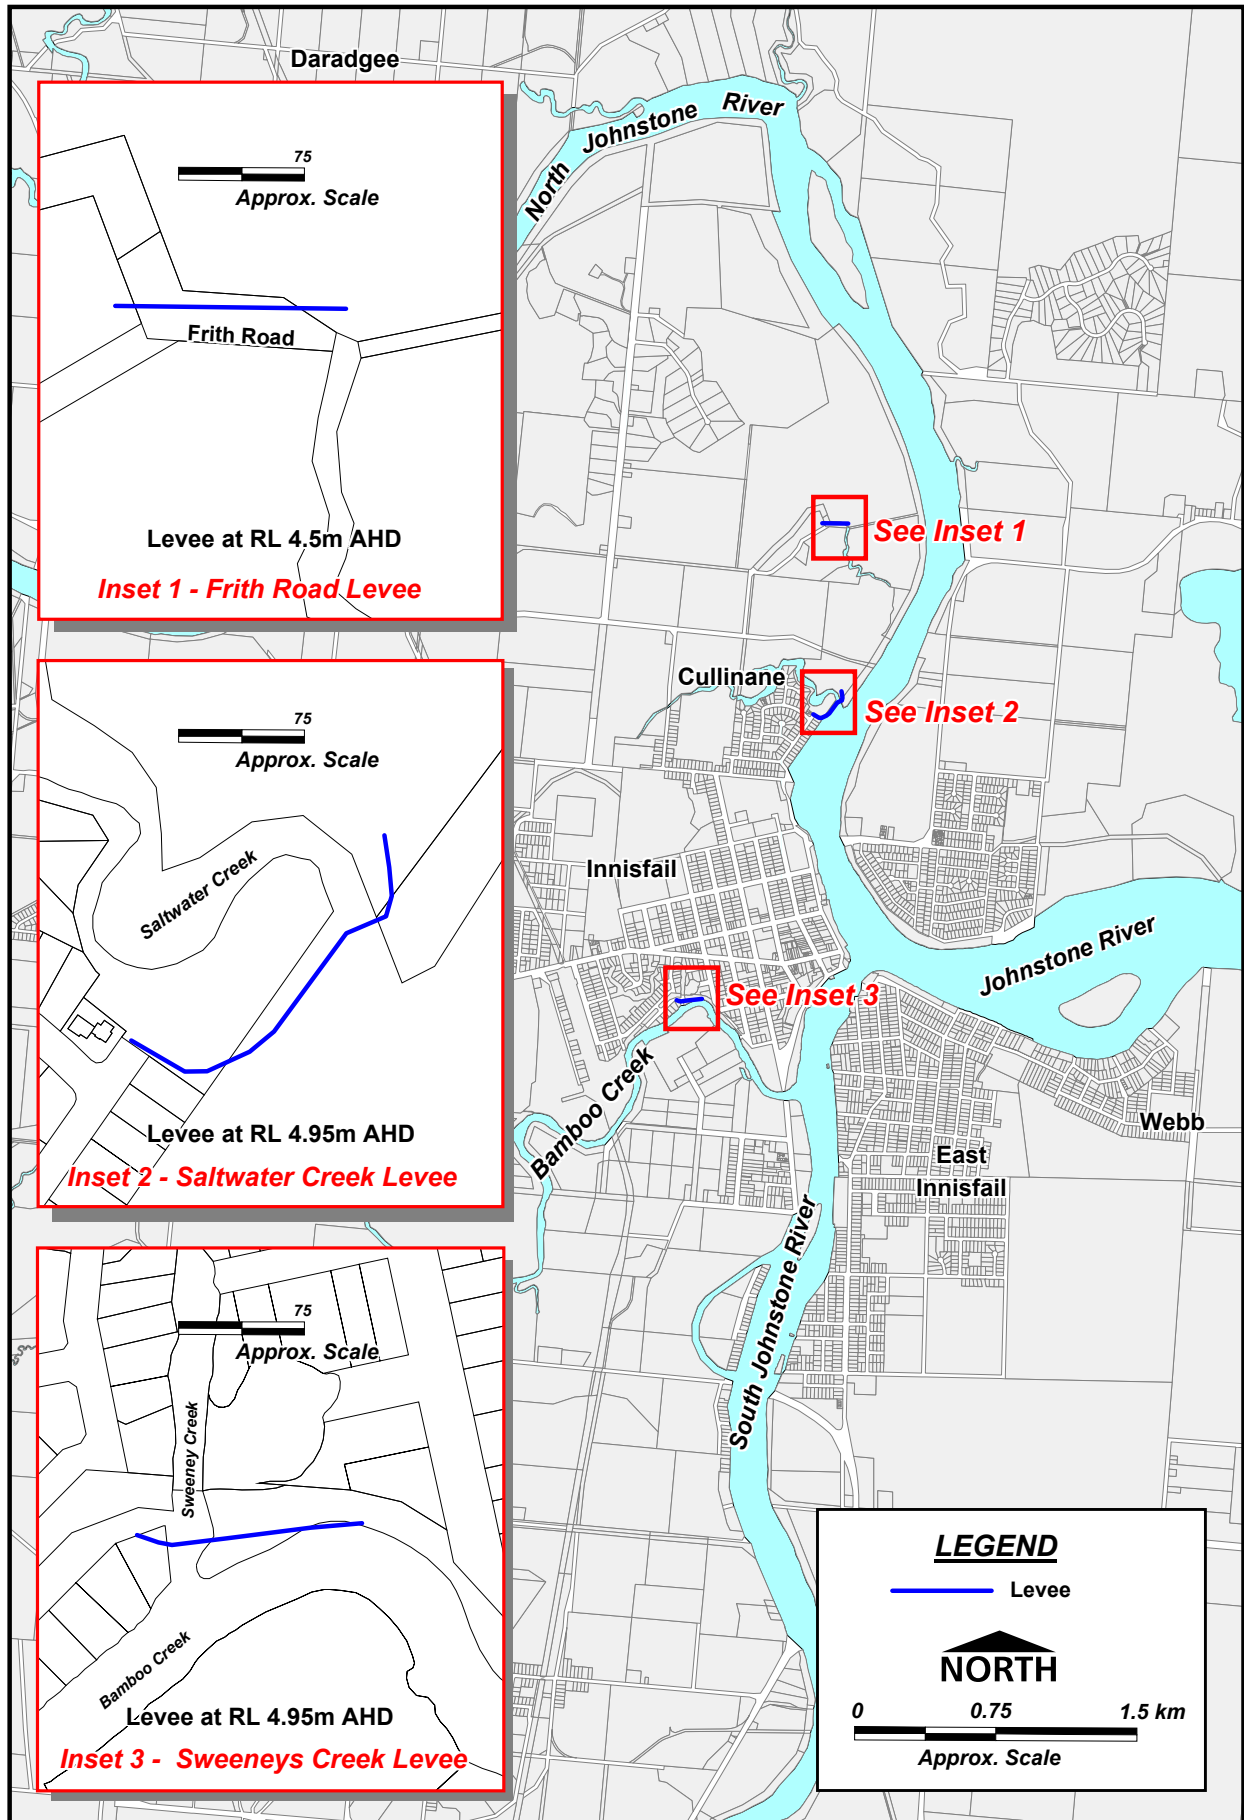 Daradgee
North Johnstone River
75
Approx. Scale
Frith Road
Levee at RL 4.5m AHD
Inset 1 - Frith Road Levee
See Inset 1
Cullinane
See Inset 2
75
Approx. Scale
Saltwater Creek
Levee at RL 4.95m AHD
Inset 2 - Saltwater Creek Levee
Innisfail
Johnstone River
See Inset 3
Bamboo Creek
Webb
East
Innisfail
South Johnstone River
75
Approx. Scale
Sweeney Creek
Bamboo Creek
Levee at RL 4.95m AHD
Inset 3 - Sweeneys Creek Levee
LEGEND
Levee
NORTH
0 0.75 1.5 km
Approx. Scale